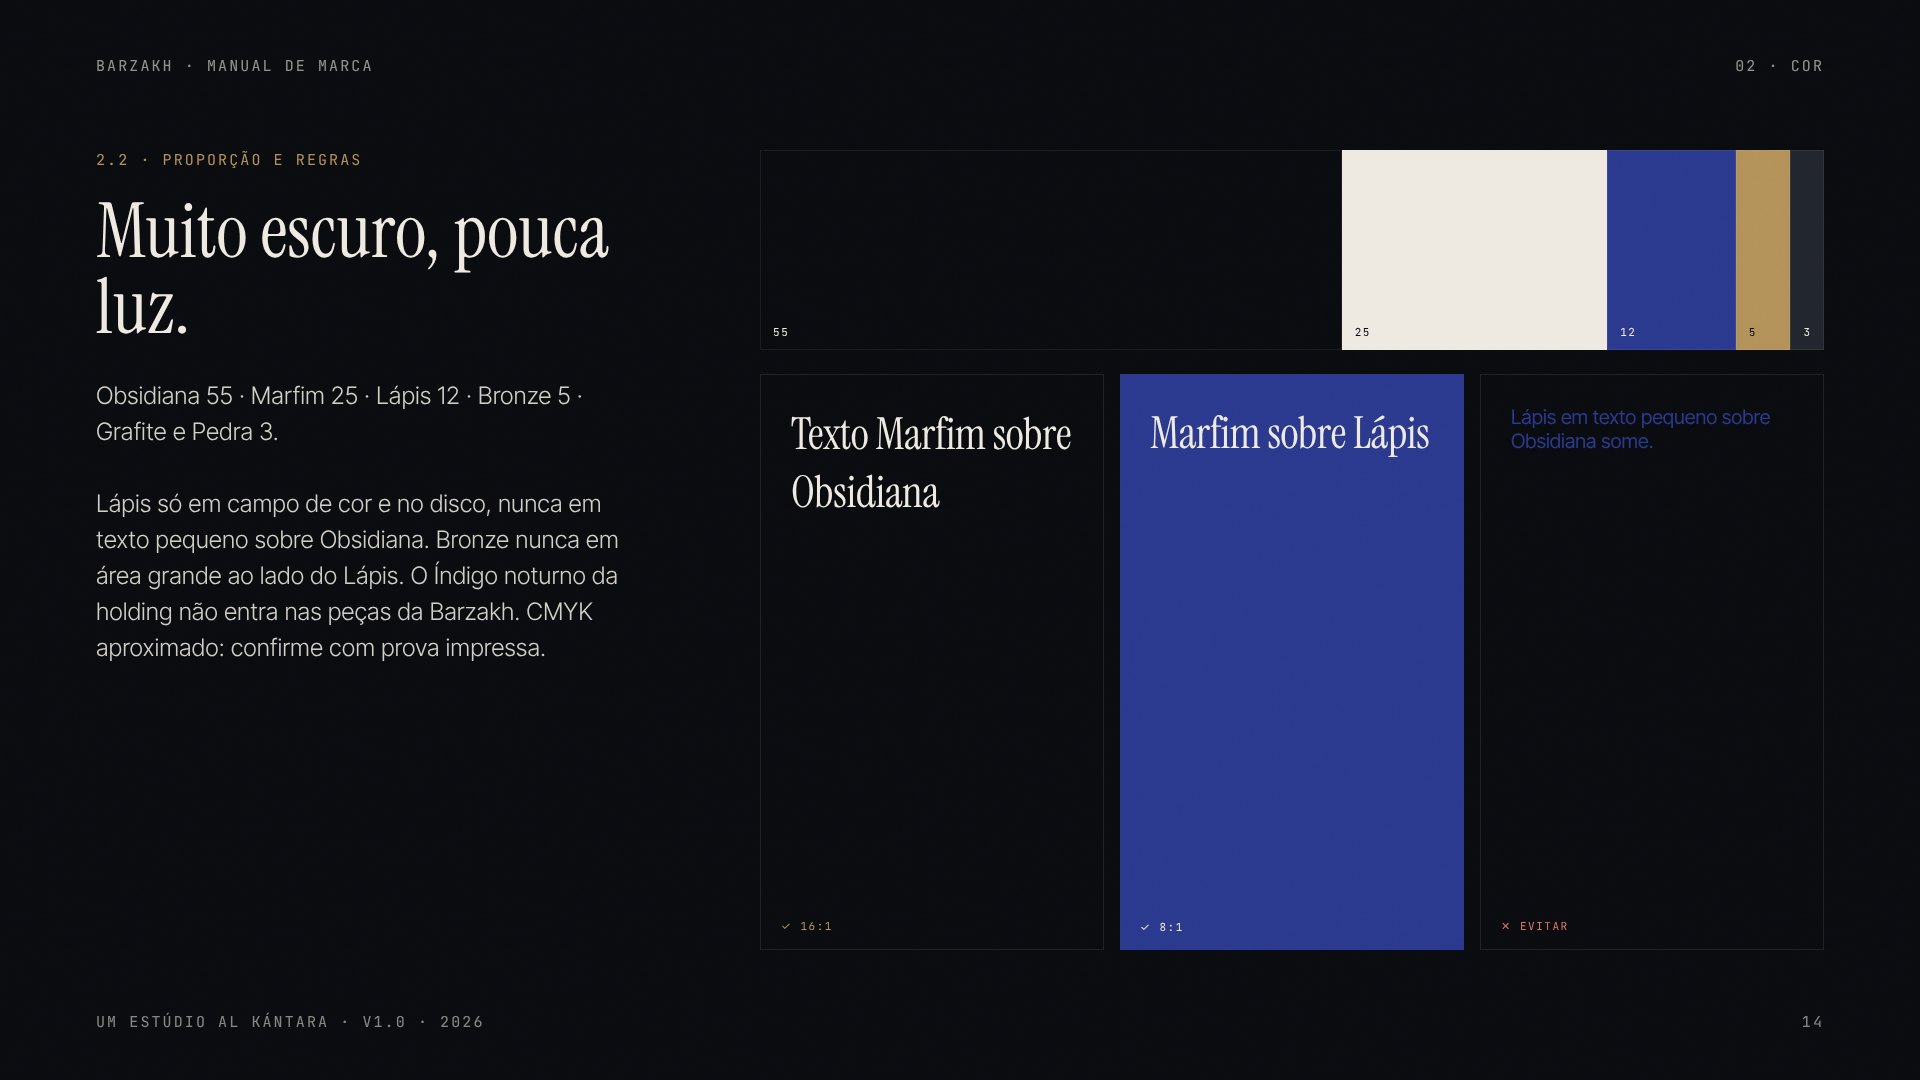 BARZAKH · MANUAL DE MARCA
02 · COR
2.2 · PROPORÇÃO E REGRAS
Muito escuro, pouca
luz.
Obsidiana 55 · Marfim 25 · Lápis 12 · Bronze 5 ·
Grafite e Pedra 3.
Lápis só em campo de cor e no disco, nunca em
texto pequeno sobre Obsidiana. Bronze nunca em
área grande ao lado do Lápis. O Índigo noturno da
holding não entra nas peças da Barzakh. CMYK
aproximado: confirme com prova impressa.
55
25
12
5
3
Texto Marfim sobre
Obsidiana
✓ 16:1
Marfim sobre Lápis
✓ 8:1
Lápis em texto pequeno sobre
Obsidiana some.
✕ EVITAR
UM ESTÚDIO AL KÁNTARA · V1.0 · 2026
14